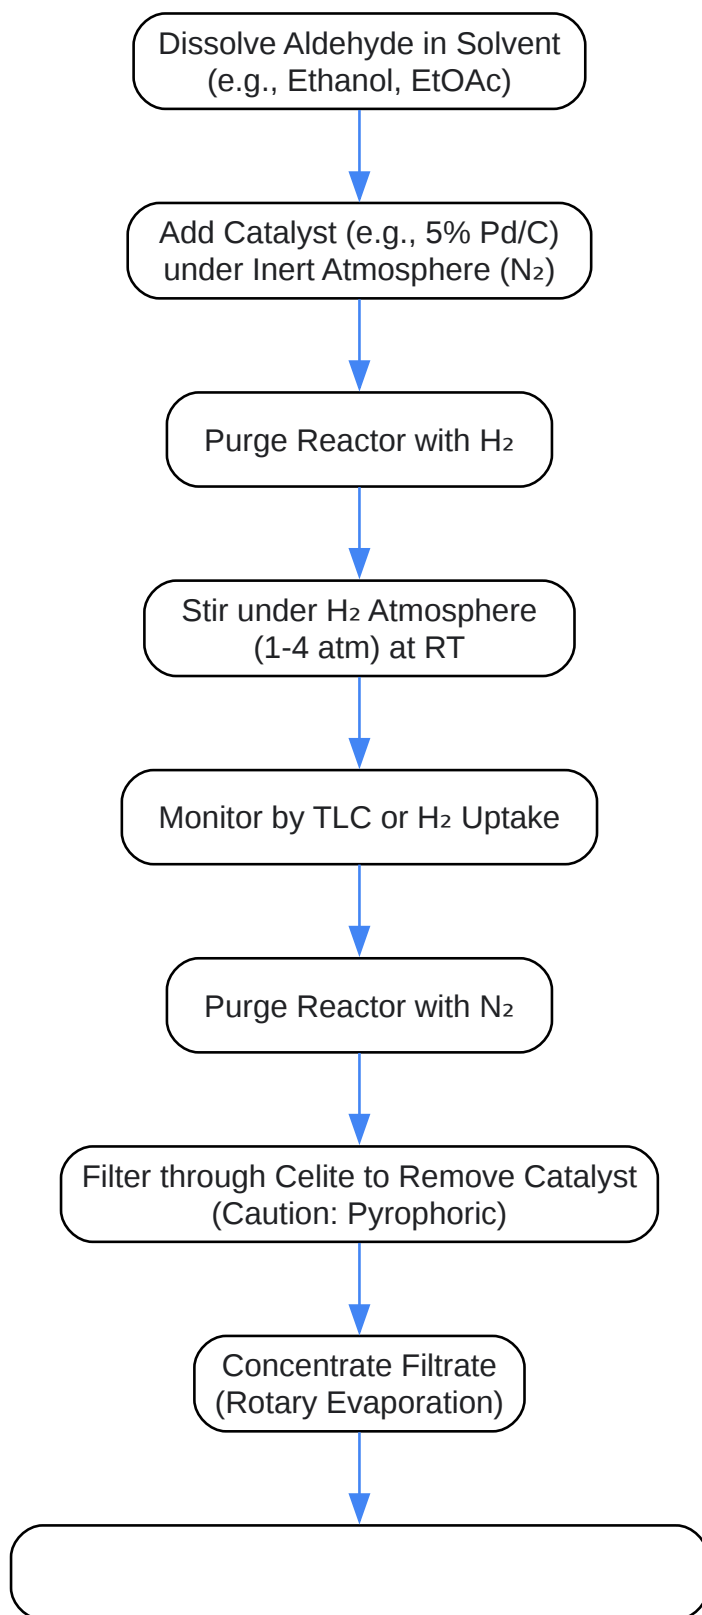 Dissolve Aldehyde in Solvent
(e.g., Ethanol, EtOAc)
Add Catalyst (e.g., 5% Pd/C)
under Inert Atmosphere (N₂)
Purge Reactor with H₂
Stir under H₂ Atmosphere
(1-4 atm) at RT
Monitor by TLC or H₂ Uptake
Purge Reactor with N₂
Filter through Celite to Remove Catalyst
(Caution: Pyrophoric)
Concentrate Filtrate
(Rotary Evaporation)